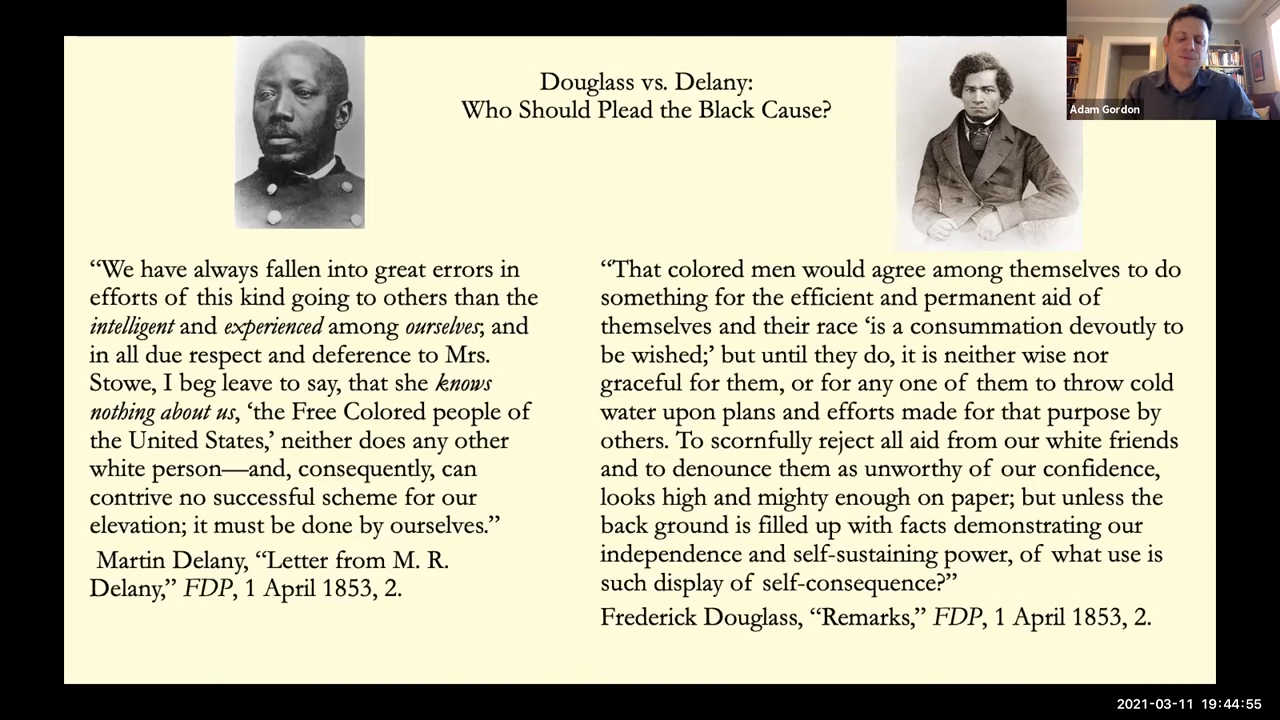 Douglass vs. Delany:
Who Should Plead the Black Cause?
Adam Gordon
“We have always fallen into great errors in
efforts of this kind going to others than the
intelligent and experienced among ourselves; and
in all due respect and deference to Mrs.
Stowe, I beg leave to say, that she knows
nothing about us, ‘the Free Colored people of
the United States,’ neither does any other
white person—and, consequently, can
contrive no successful scheme for our
elevation; it must be done by ourselves.”
Martin Delany, “Letter from M. R.
Delany,” FDP, 1 April 1853, 2.
“That colored men would agree among themselves to do
something for the efficient and permanent aid of
themselves and their race ‘is a consummation devoutly to
be wished;’ but until they do, it is neither wise nor
graceful for them, or for any one of them to throw cold
water upon plans and efforts made for that purpose by
others. To scornfully reject all aid from our white friends
and to denounce them as unworthy of our confidence,
looks high and mighty enough on paper; but unless the
back ground is filled up with facts demonstrating our
independence and self-sustaining power, of what use is
such display of self-consequence?”
Frederick Douglass, “Remarks,” FDP, 1 April 1853, 2.
2021-03-11 19:44:55